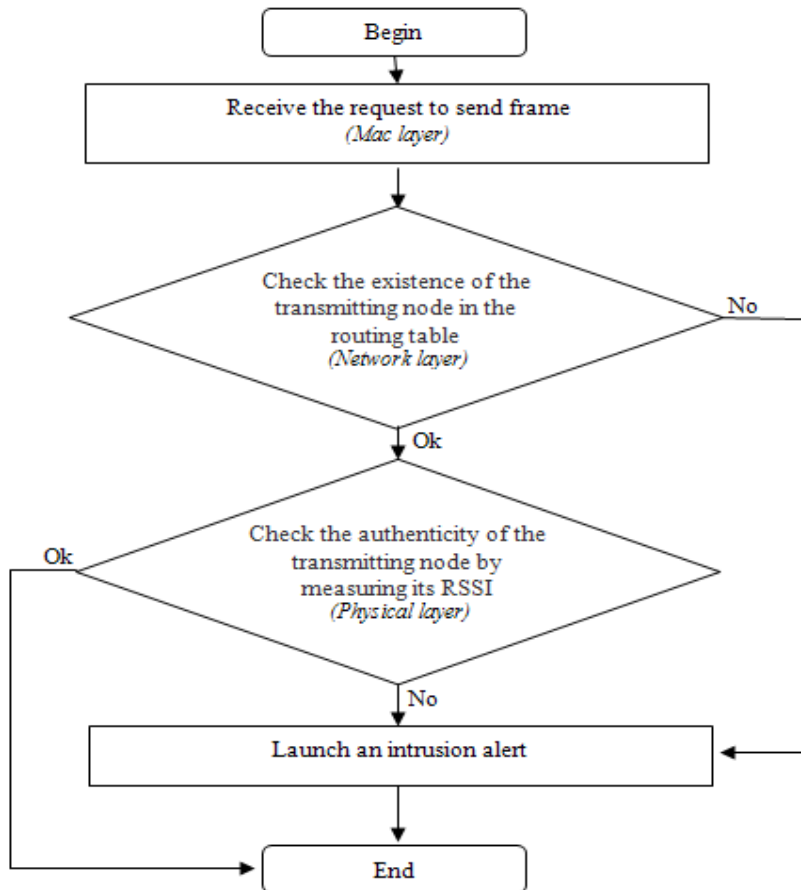 Begin
Receive the request to send frame
(Mac layer)
Check the existence of the
transmitting node in the
routing table
(Network layer)
No
Ok
Check the authenticity of the
transmitting node by
measuring its RSSI
(Physical layer)
Ok
No
Launch an intrusion alert
End